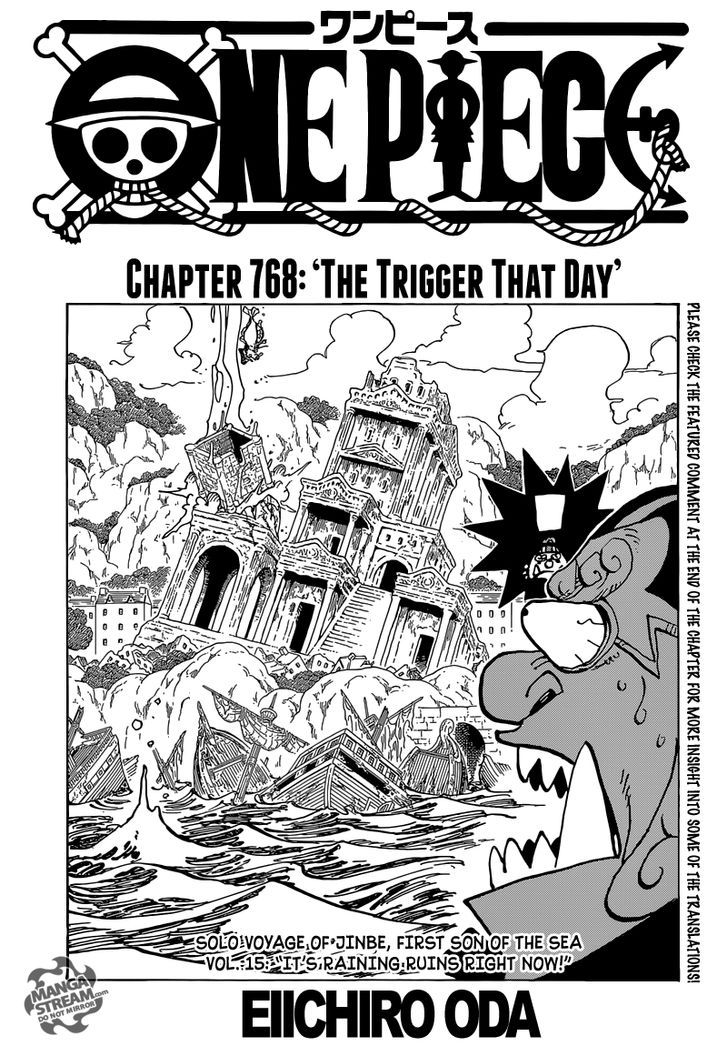 ワンピース
ONE PIECE
CHAPTER 768: ‘THE TRIGGER THAT DAY’
PLEASE CHECK THE FEATURED COMMENT AT THE END OF THE CHAPTER FOR MORE INSIGHT INTO SOME OF THE TRANSLATIONS!
SOLO VOYAGE OF JINBE, FIRST SON OF THE SEA
VOL. 15: "IT'S RAINING RUINS RIGHT NOW!"
MANGA
STREAM.com
DO NOT MIRROR
EIICHIRO ODA